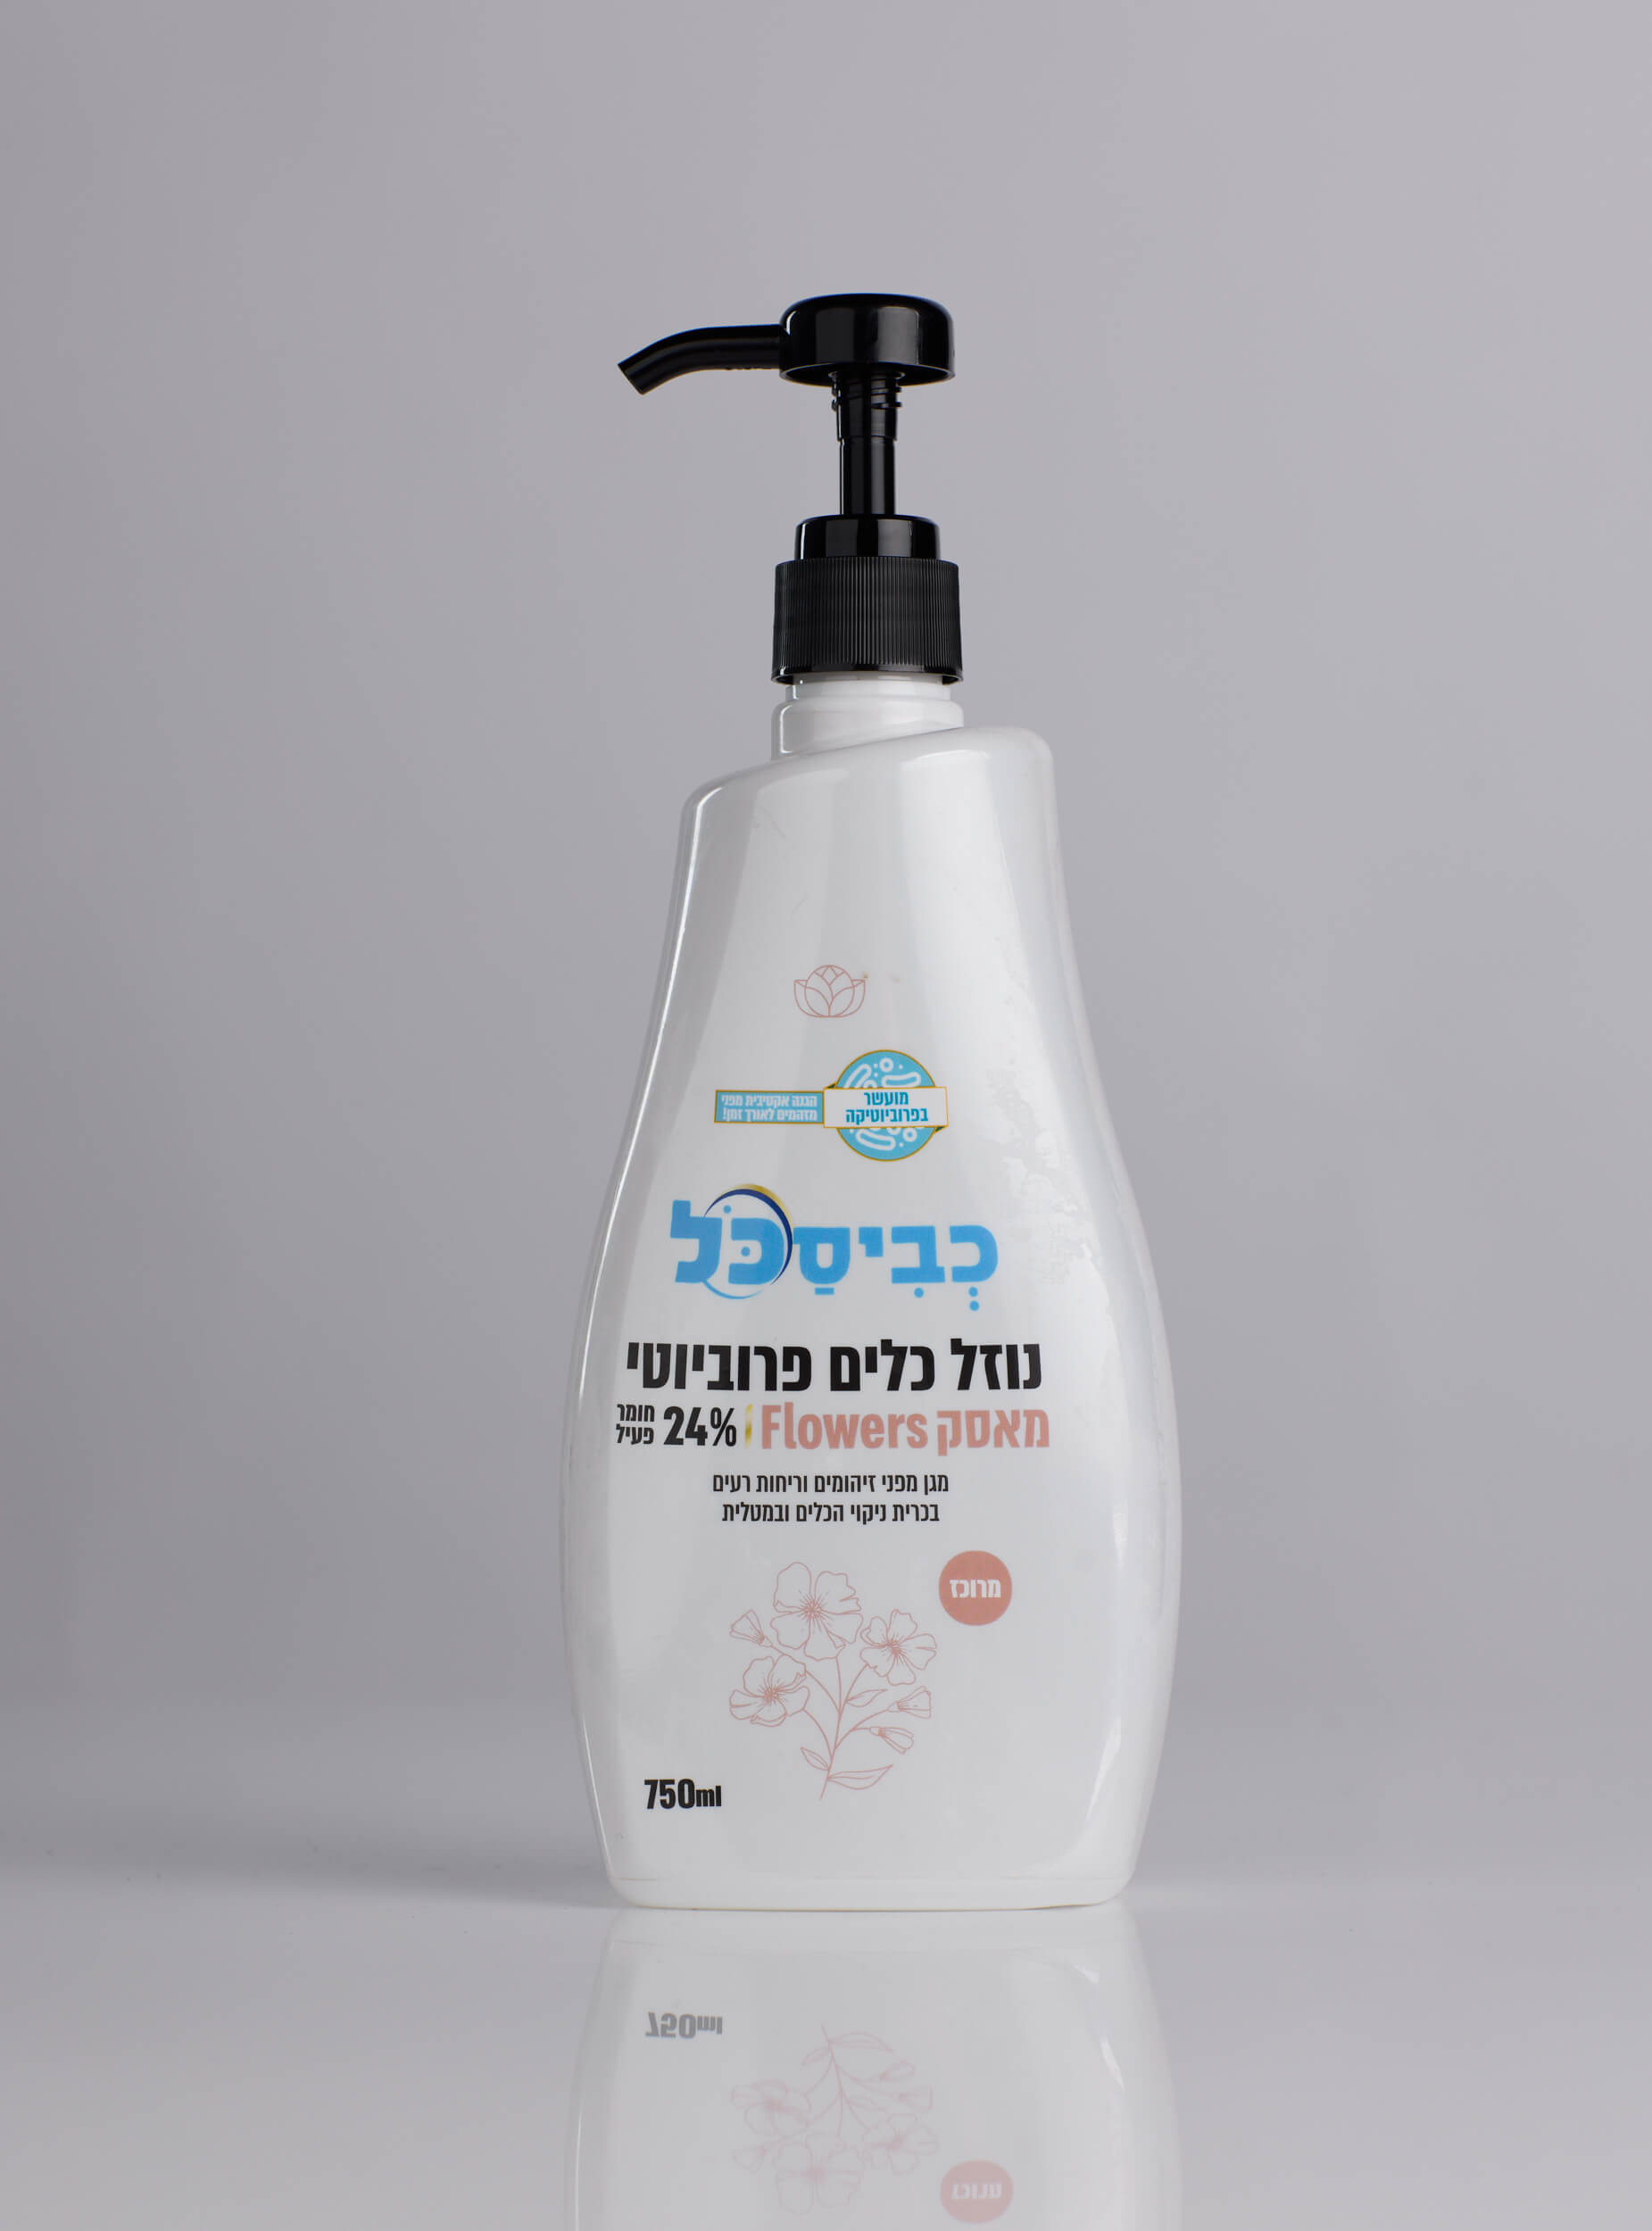 מועשר
בפרוביוטיקה
הגנה אקטיבית מפני
מזהמים לאורך זמן!
כְּבִיסַכֹּל
נוזל כלים פרוביוטי
מאסק Flowers | 24% חומר פעיל
מגן מפני זיהומים וריחות רעים
בכרית ניקוי הכלים ובמטלית
מרוכז
750ml